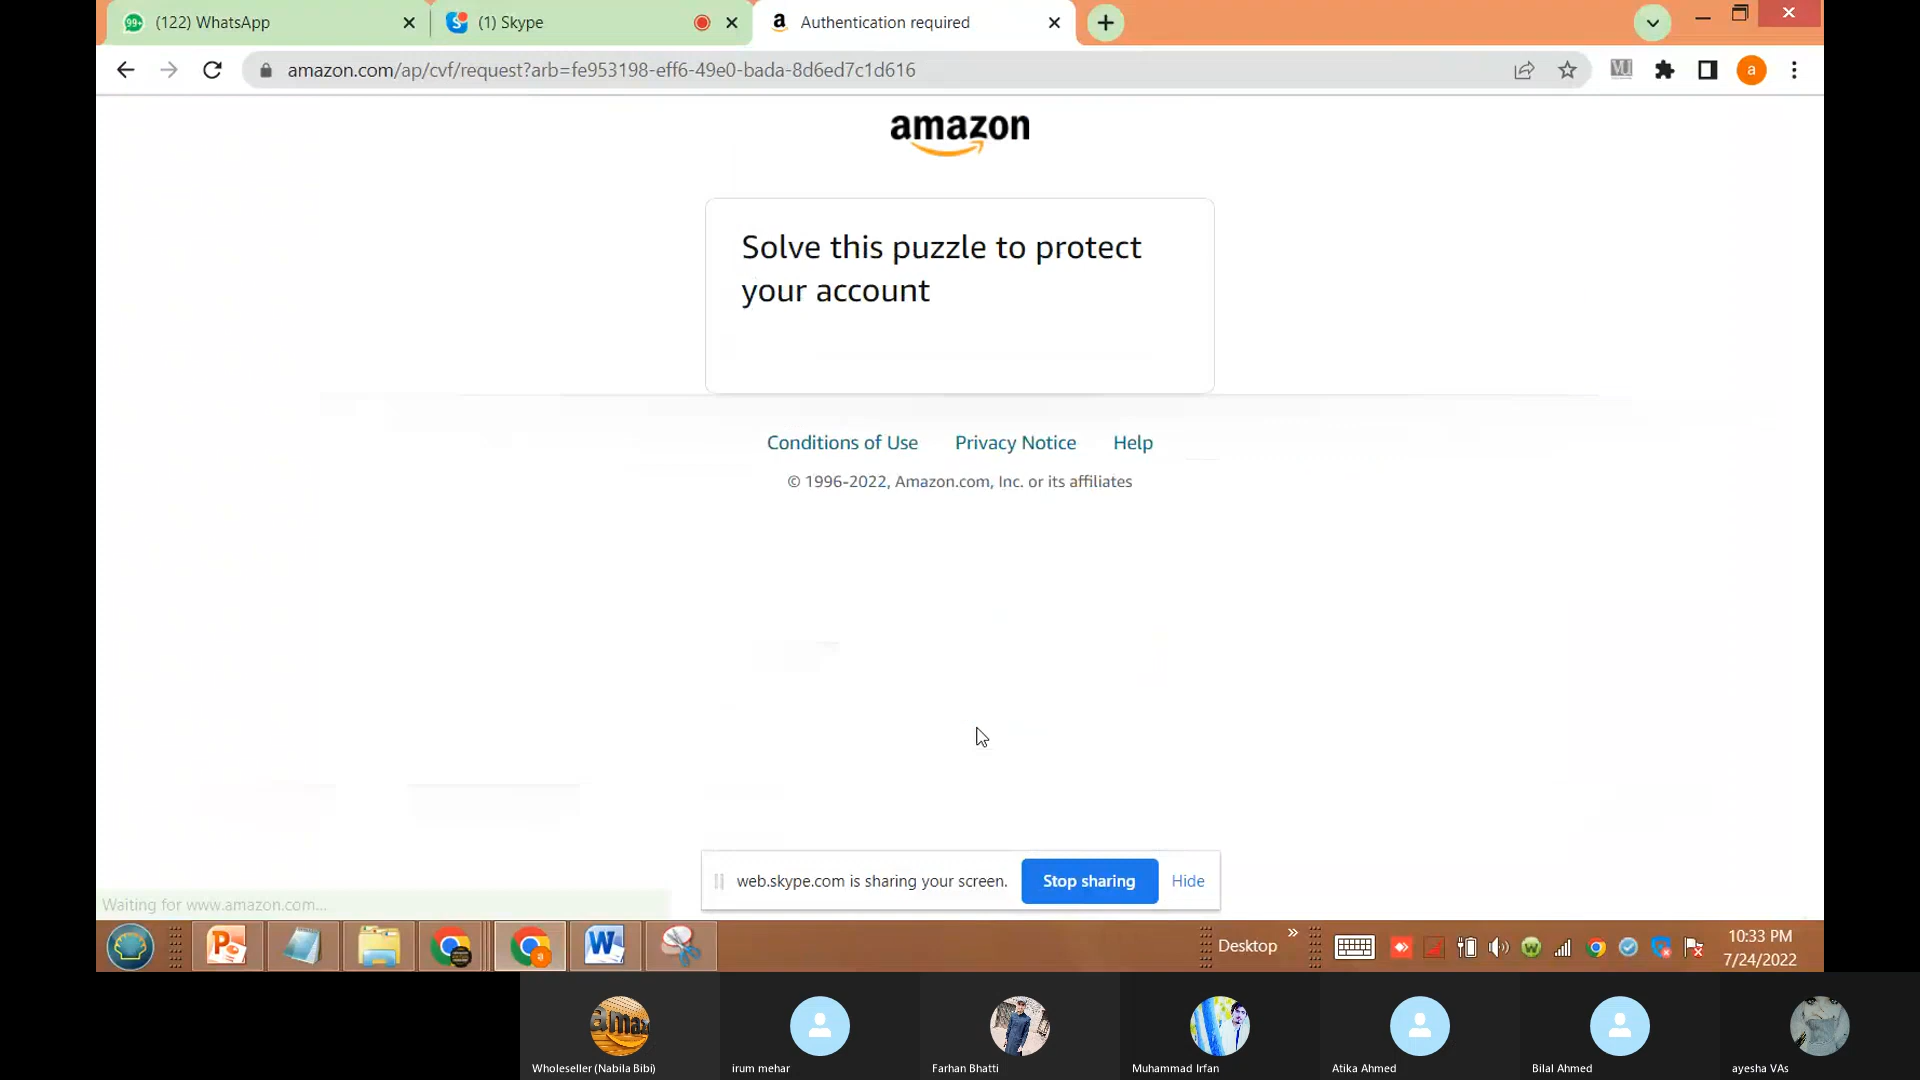 (122) WhatsApp
(1) Skype
Authentication required
amazon.com/ap/cvf/request?arb=fe953198-eff6-49e0-bada-8d6ed7c1d616
VU
a
amazon
Solve this puzzle to protect
your account
Conditions of Use
Privacy Notice
Help
© 1996-2022, Amazon.com, Inc. or its affiliates
web.skype.com is sharing your screen.
Stop sharing
Hide
Waiting for www.amazon.com...
Desktop
10:33 PM
7/24/2022
Wholeseller (Nabila Bibi)
irum mehar
Farhan Bhatti
Muhammad Irfan
Atika Ahmed
Bilal Ahmed
ayesha VAs